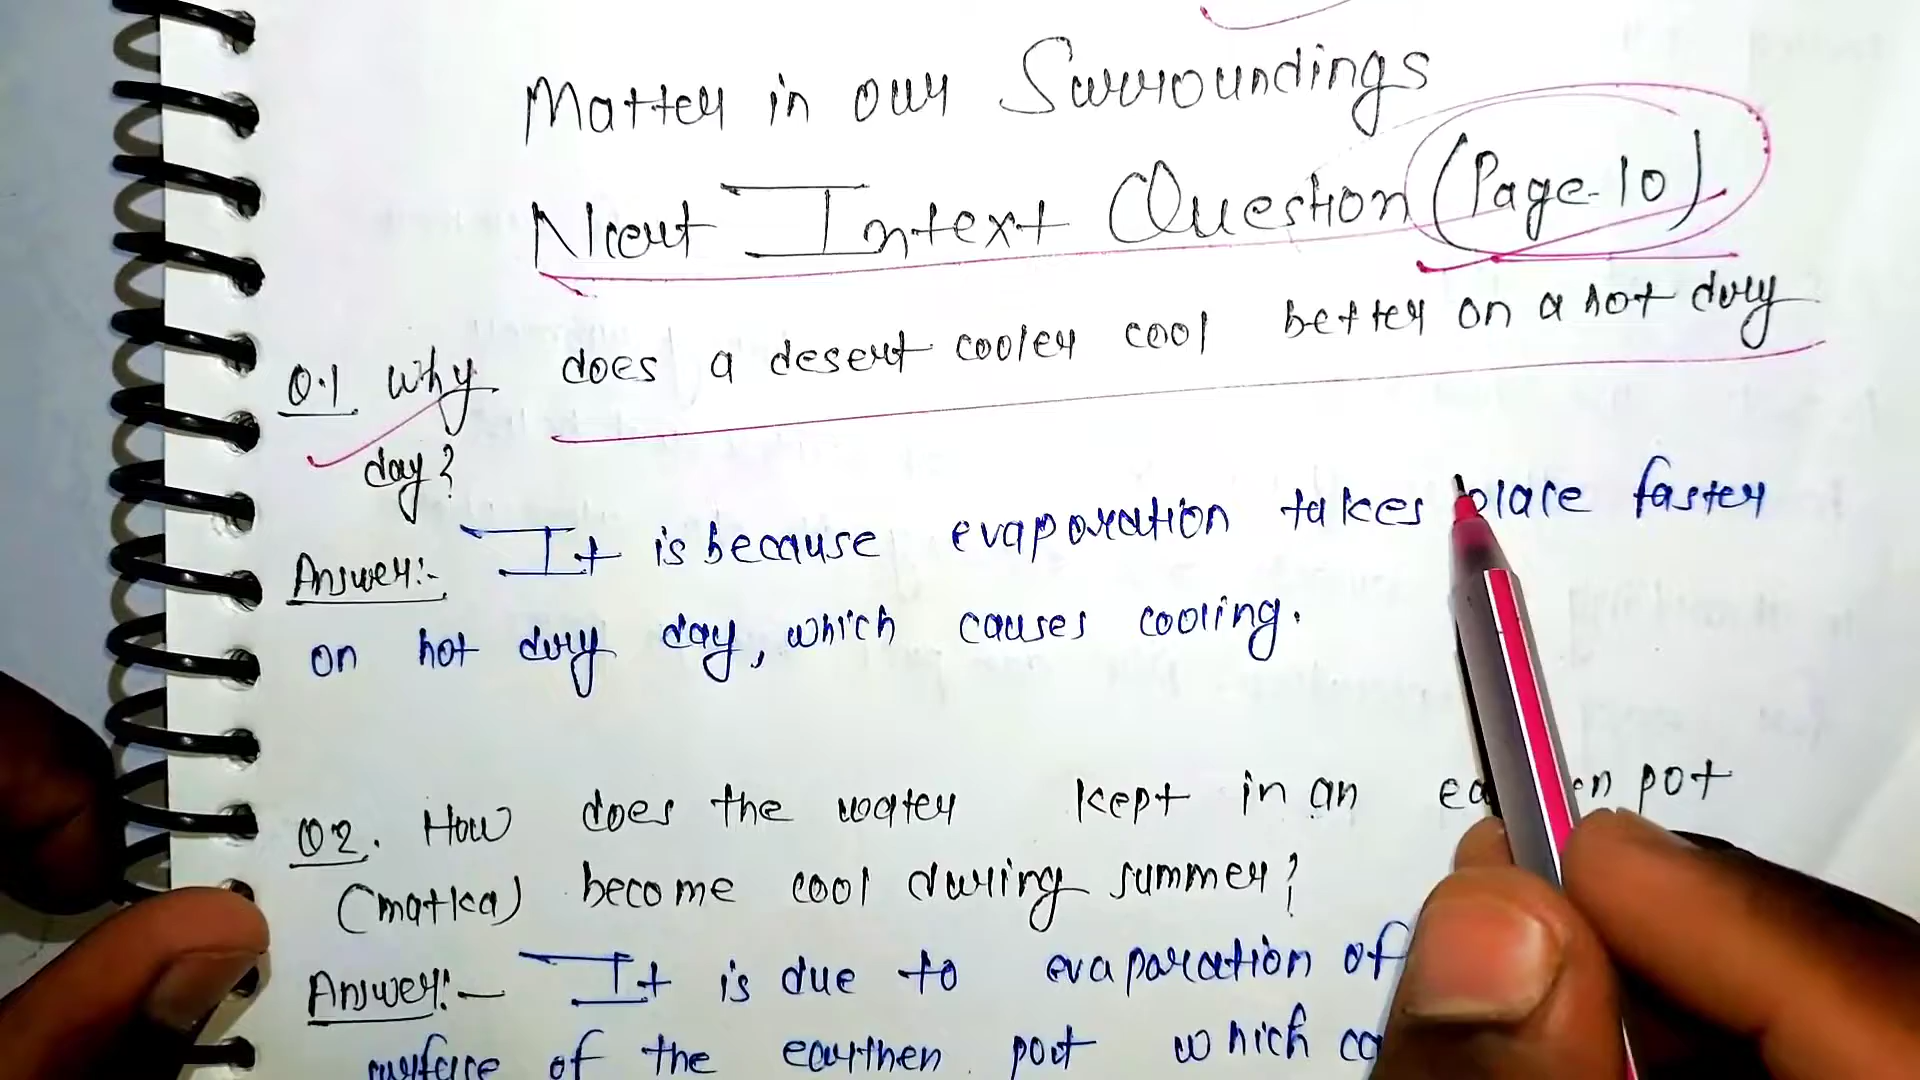 Matter in our Surroundings
Ncert Intext Question (Page-10)
Q.1 Why does a desert cooler cool better on a hot dry
day?
Answer:- It is because evaporation takes place faster
on hot dry day, which causes cooling.
Q2. How does the water kept in an pot
(matka) become cool during summer?
Answer:- It is due to evaporation of
surface of the earthen pot which